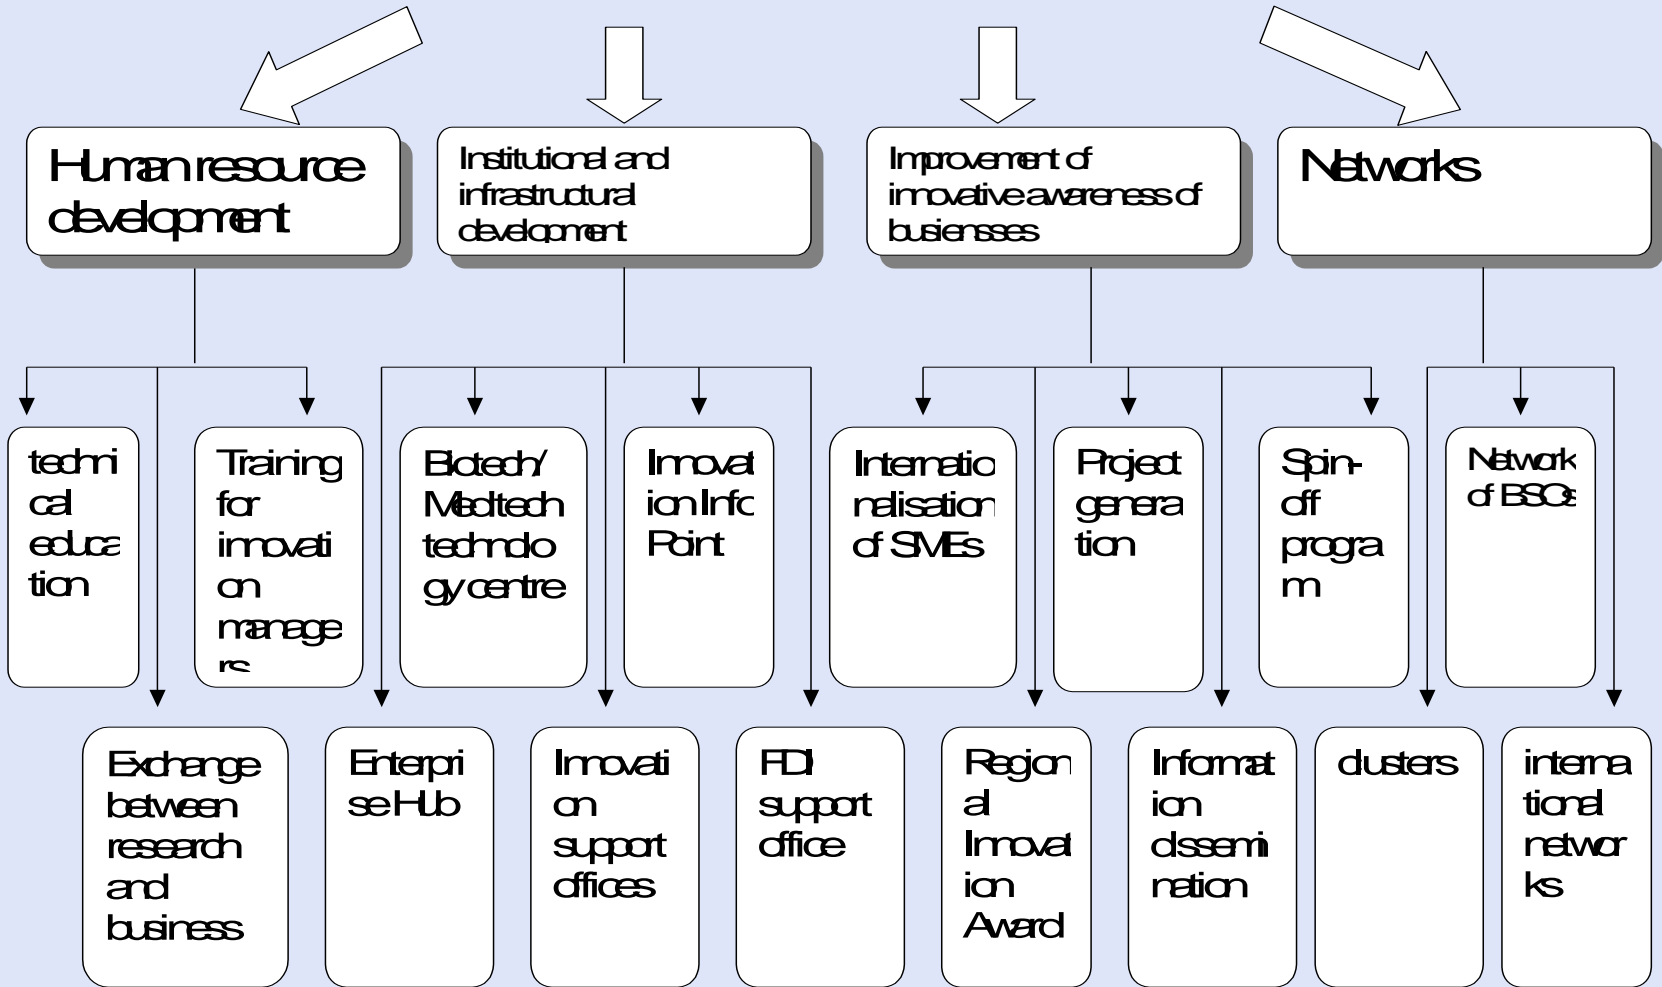 Human resource
development
Institutional and
infrastructural
development
Improvement of
innovative awareness of
busiensses
Networks
techni
cal
educa
tion
Training
for
innovati
on
manage
rs
Biotech/
Medtech
technolo
gy centre
Innovat
ion Info
Point
Internatio
nalisation
of SMEs
Project
genera
tion
Spin-
off
progra
m
Network
of BSOs
Exchange
between
research
and
business
Enterpri
se Hub
Innovati
on
support
offices
FDI
support
office
Region
al
Innovat
ion
Award
Informat
ion
dissemi
nation
clusters
interna
tional
networ
ks